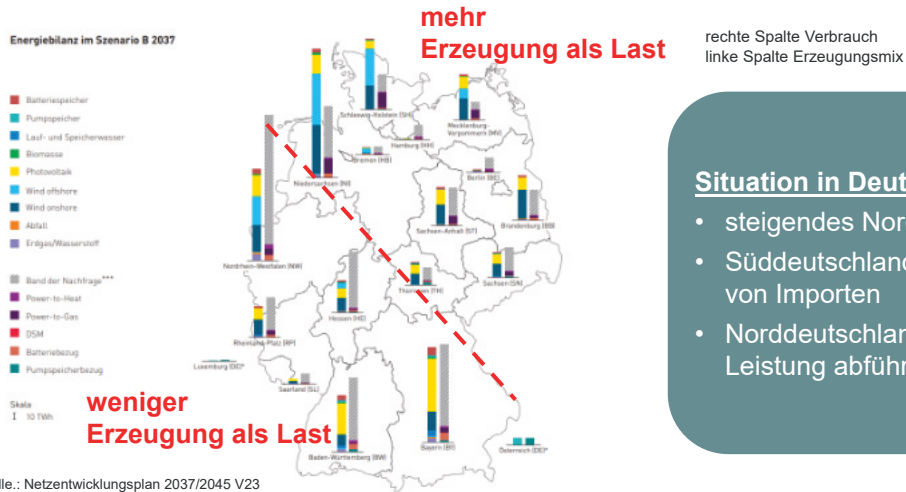 mehr
Erzeugung als Last
rechte Spalte Verbrauch
linke Spalte Erzeugungsmix
Energiebilanz im Szenario B 2037
Batteriespeicher
Pumpspeicher
Lauf- und Speicherwasser
Biomasse
Photovoltaik
Wind offshore
Wind onshore
Abfall
Erdgas/Wasserstoff
Band der Nachfrage***
Power-to-Heat
Power-to-Gas
DSM
Batteriebezug
Pumpspeicherbezug
Skala
10 TWh
Schleswig-Holstein (SH)
Mecklenburg-
Vorpommern (MV)
Hamburg (HH)
Bremen (HB)
Niedersachsen (NI)
Berlin (BE)
Brandenburg (BB)
Sachsen-Anhalt (ST)
Nordrhein-Westfalen (NW)
Sachsen (SN)
Thüringen (TH)
Hessen (HE)
Rheinland-Pfalz (RP)
Luxemburg (DE)*
Saarland (SL)
Baden-Württemberg (BW)
Bayern (BY)
Österreich (DE)*
weniger
Erzeugung als Last
Situation in Deut
• steigendes Nor
• Süddeutschland
von Importen
• Norddeutschlan
Leistung abführ
lle.: Netzentwicklungsplan 2037/2045 V23